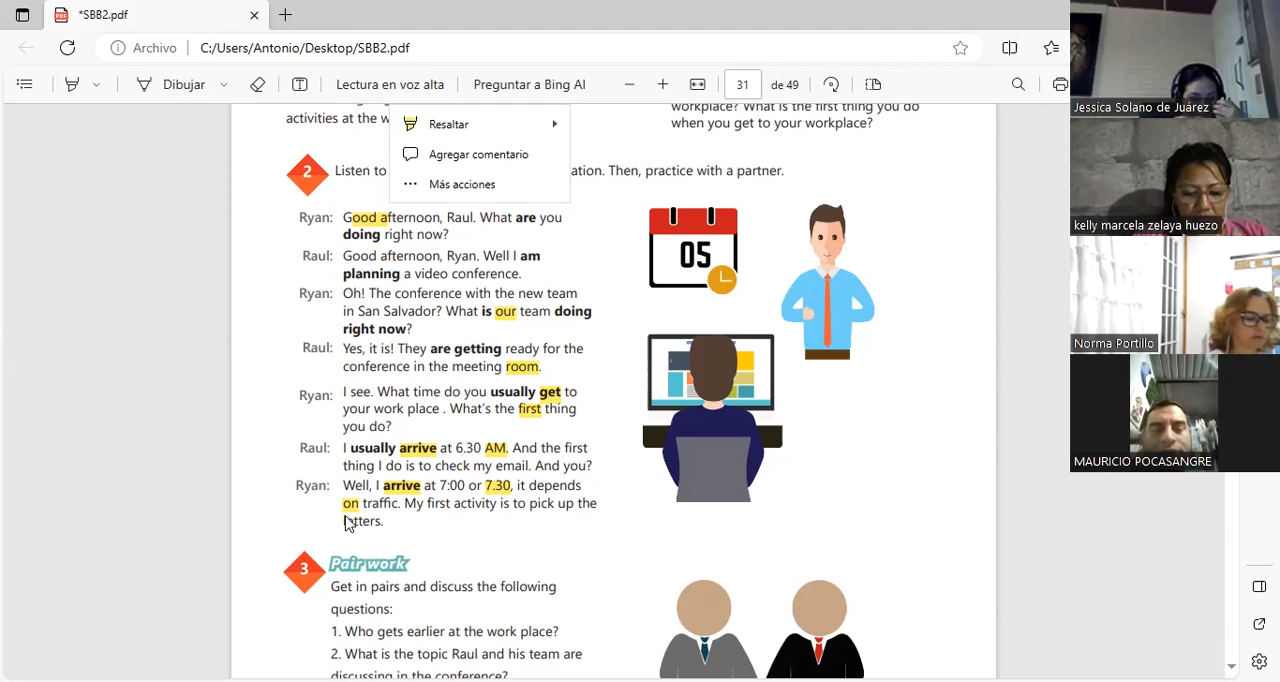 *SBB2.pdf
Archivo
C:/Users/Antonio/Desktop/SBB2.pdf
Dibujar
Lectura en voz alta
Preguntar a Bing AI
31
de 49
activities at the w
workplace? What is the first thing you do
when you get to your workplace?
Resaltar
Agregar comentario
Más acciones
2
Listen to
ation. Then, practice with a partner.
Ryan: Good afternoon, Raul. What are you
doing right now?
Raul: Good afternoon, Ryan. Well I am
planning a video conference.
Ryan: Oh! The conference with the new team
in San Salvador? What is our team doing
right now?
Raul: Yes, it is! They are getting ready for the
conference in the meeting room.
Ryan: I see. What time do you usually get to
your work place . What's the first thing
you do?
Raul: I usually arrive at 6.30 AM. And the first
thing I do is to check my email. And you?
Ryan: Well, I arrive at 7:00 or 7.30, it depends
on traffic. My first activity is to pick up the
letters.
05
3
Pair work
Get in pairs and discuss the following
questions:
1. Who gets earlier at the work place?
2. What is the topic Raul and his team are
discussing in the conference?
Jessica Solano de Juárez
kelly marcela zelaya huezo
Norma Portillo
MAURICIO POCASANGRE